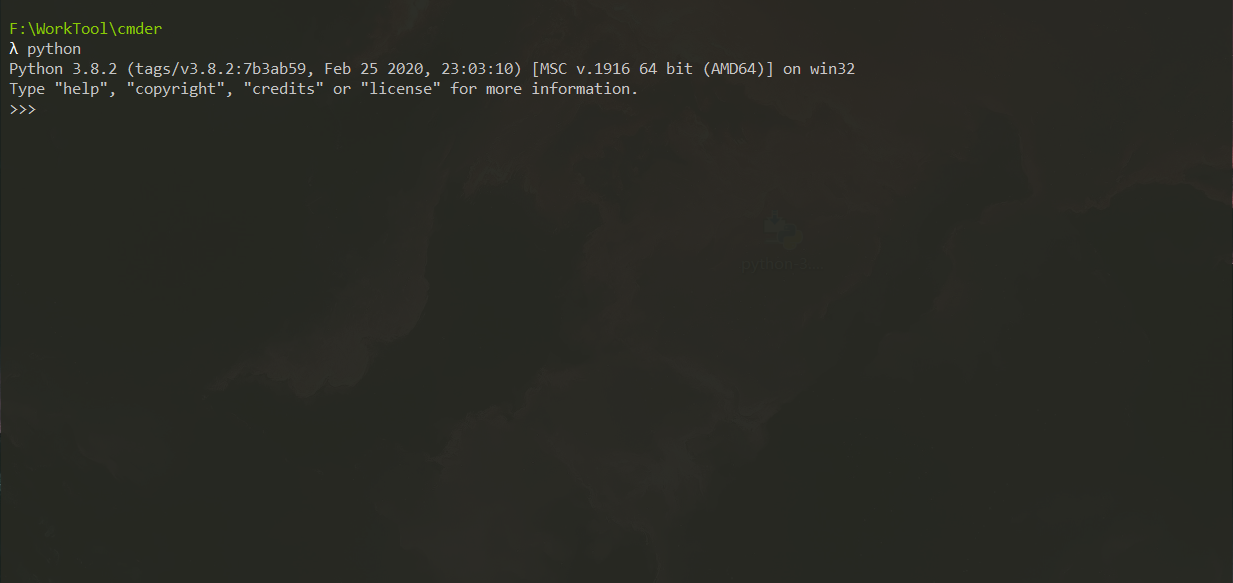 F:\WorkTool\cmder
λ python
Python 3.8.2 (tags/v3.8.2:7b3ab59, Feb 25 2020, 23:03:10) [MSC v.1916 64 bit (AMD64)] on win32
Type "help", "copyright", "credits" or "license" for more information.
>>>